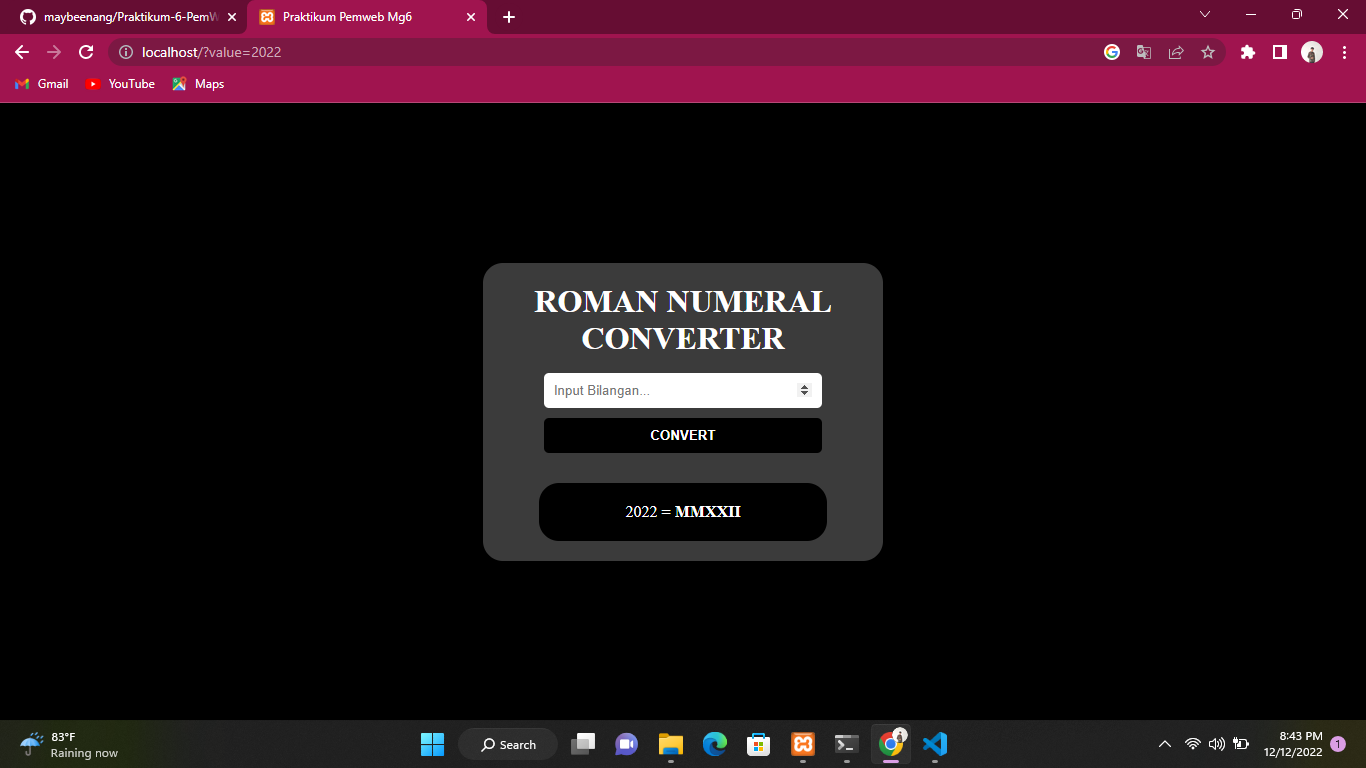 maybeenang/Praktikum-6-PemW
Praktikum Pemweb Mg6
localhost/?value=2022
Gmail
YouTube
Maps
ROMAN NUMERAL
CONVERTER
Input Bilangan...
CONVERT
2022 = MMXXII
83°F
Raining now
Search
8:43 PM
12/12/2022
1